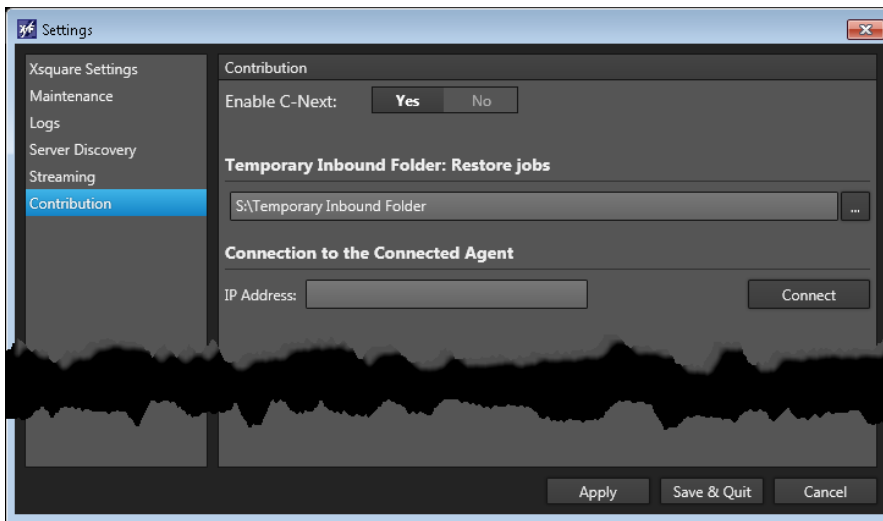 Settings
Xsquare Settings
Maintenance
Logs
Server Discovery
Streaming
Contribution
Contribution
Enable C-Next: Yes No
Temporary Inbound Folder: Restore jobs
S:\Temporary Inbound Folder ...
Connection to the Connected Agent
IP Address: Connect
Apply Save & Quit Cancel